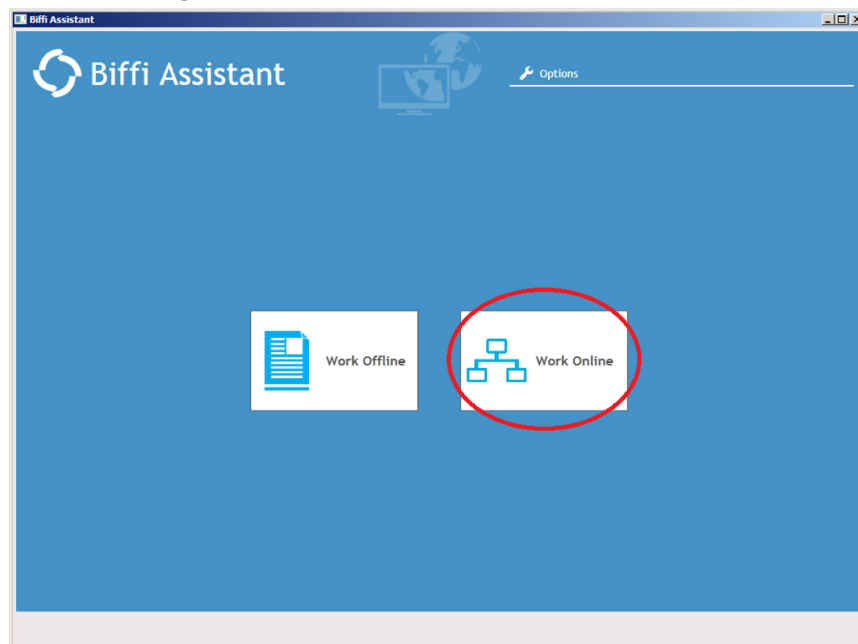 Biffi Assistant
Biffi Assistant
Options
Work Offline
Work Online